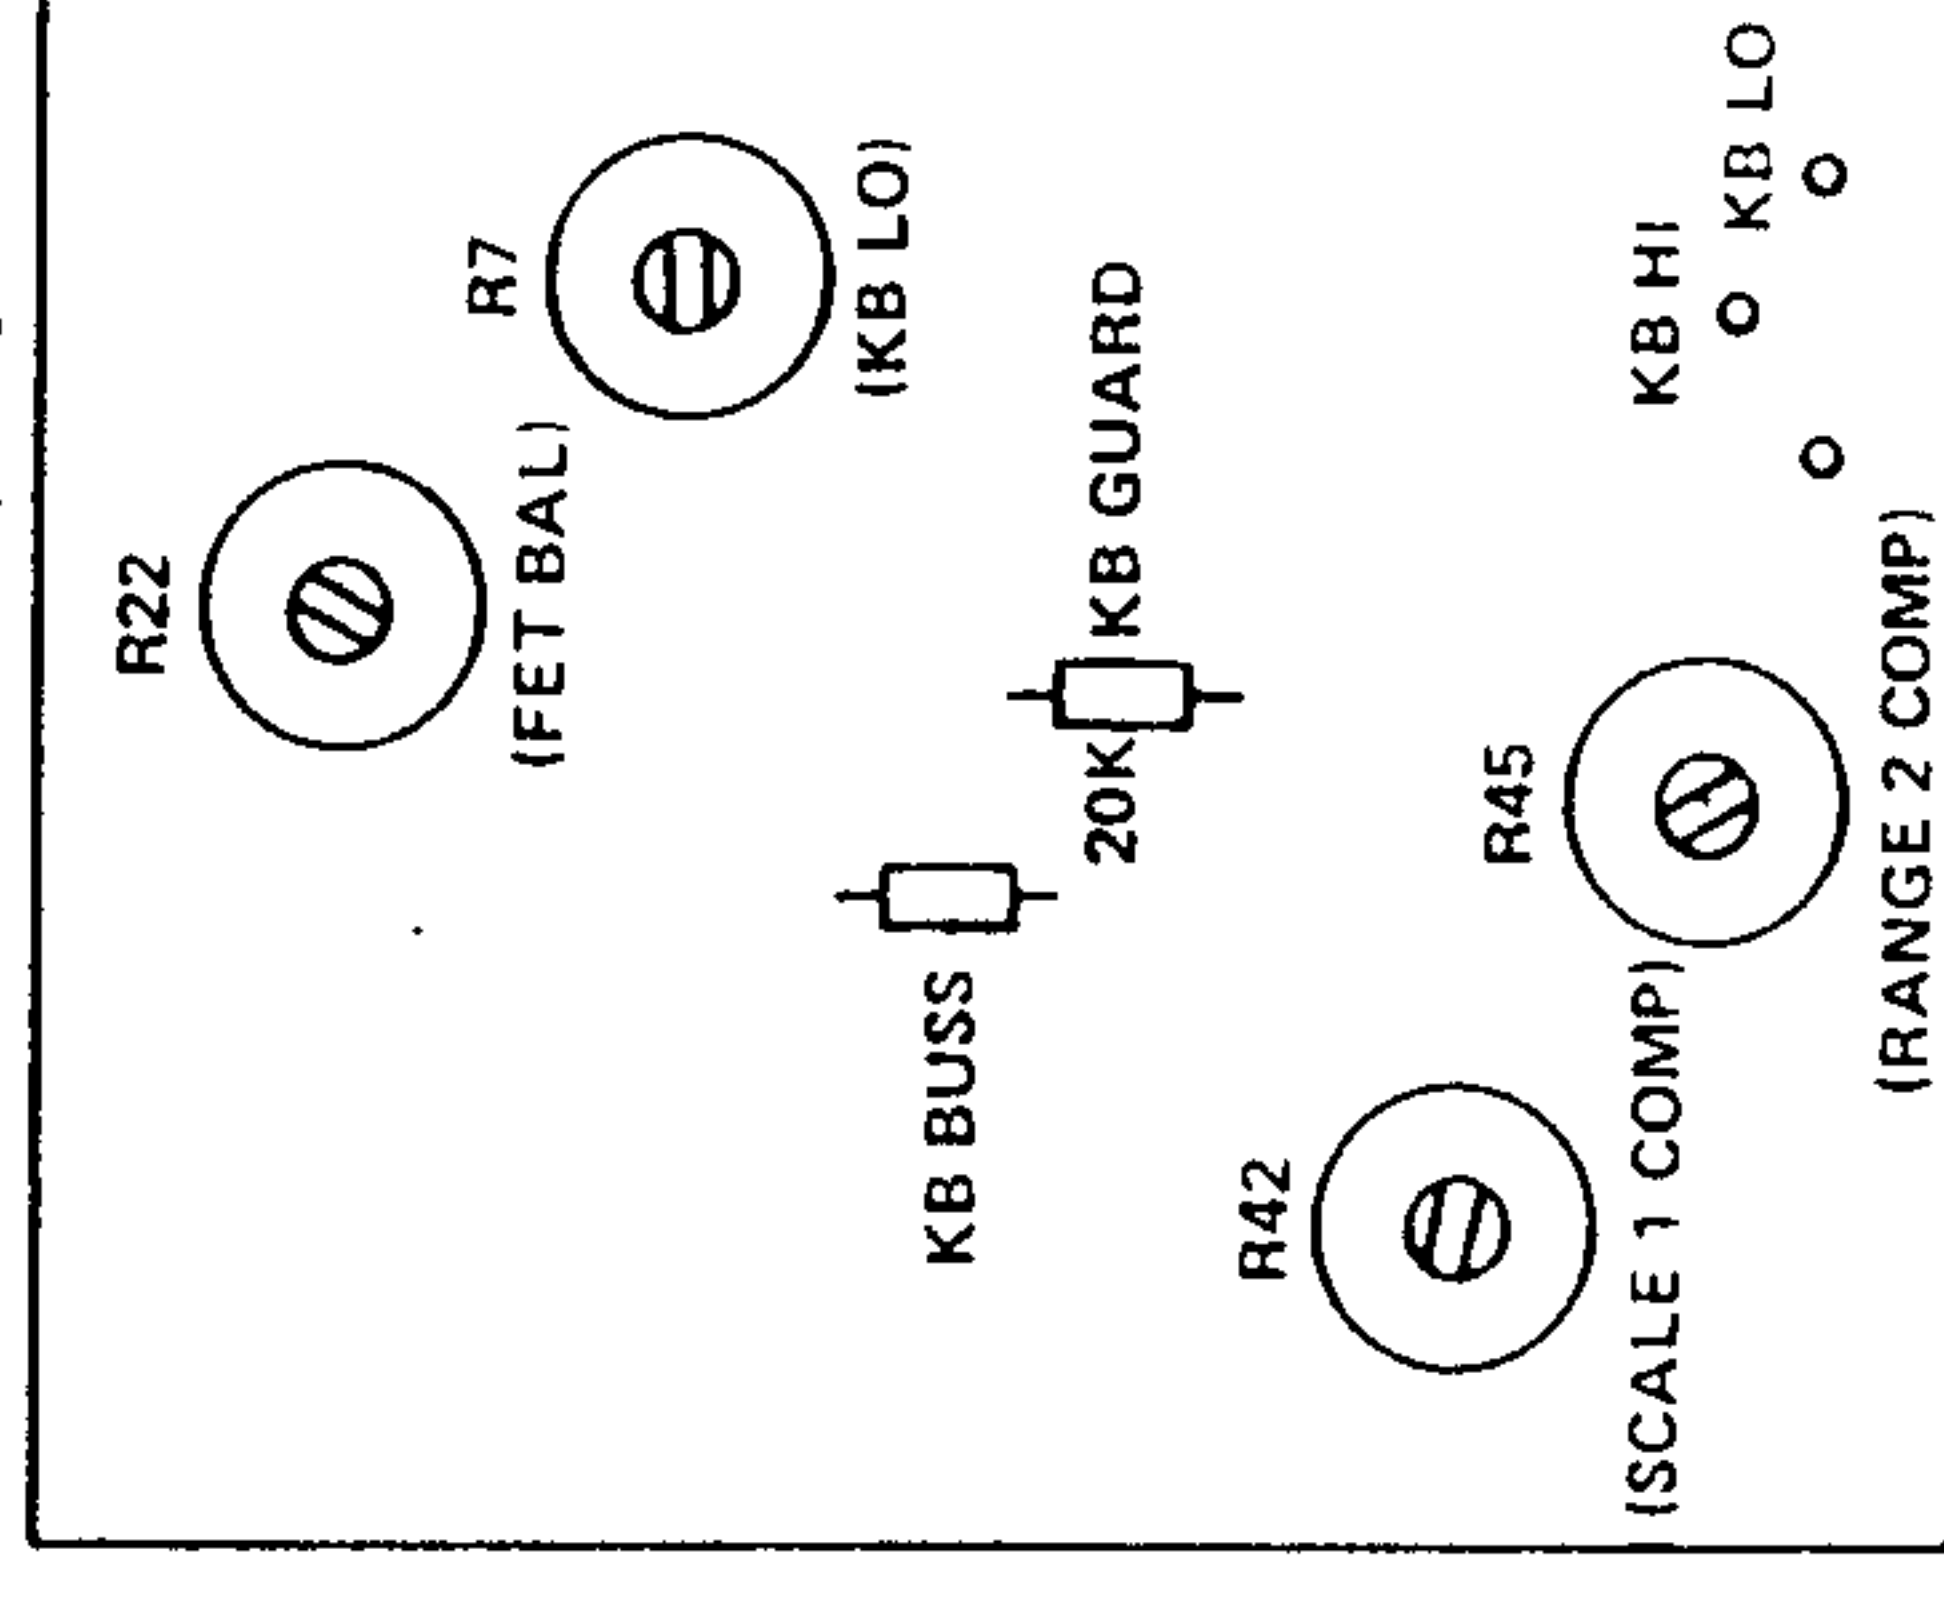 R22
(FET BAL)
R7
(KB LO)
KB BUSS
20K
KB GUARD
R42
(SCALE 1 COMP)
R45
(RANGE 2 COMP)
KB HI
KB LO